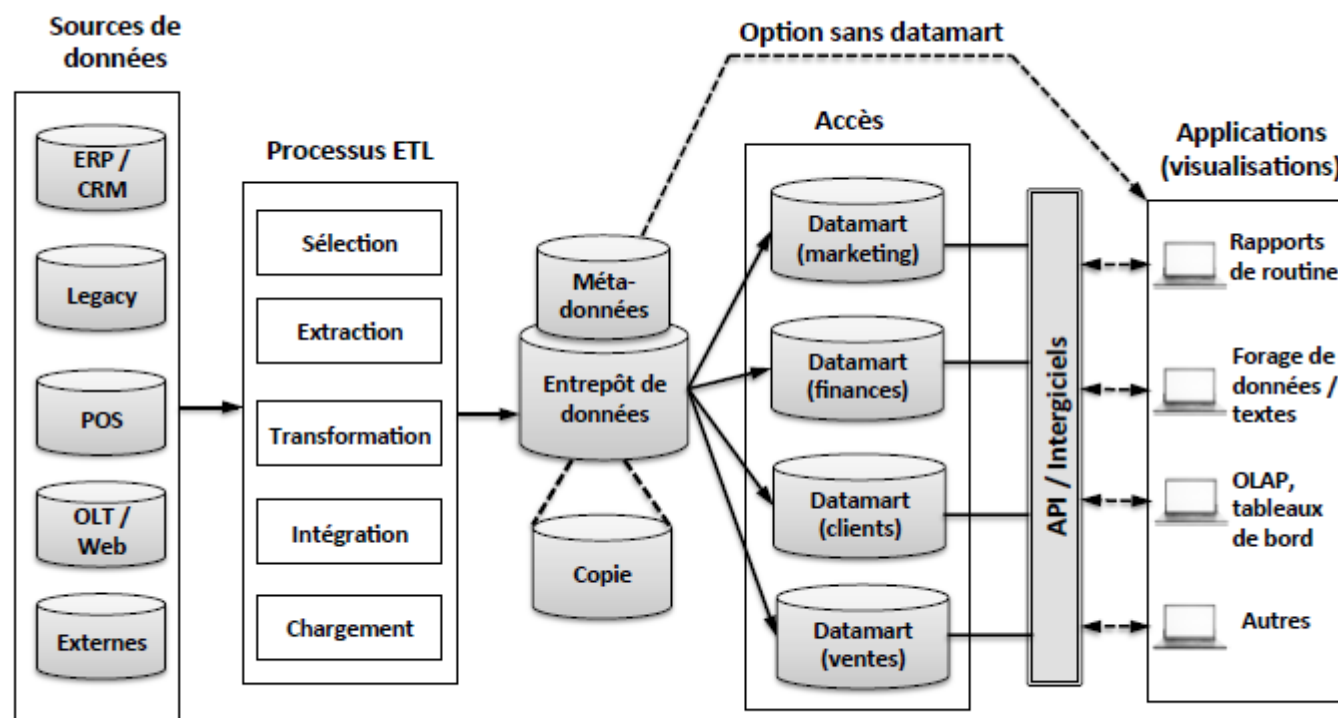 Sources de
données
ERP /
CRM
Legacy
POS
OLT /
Web
Externes
Processus ETL
Sélection
Extraction
Transformation
Intégration
Chargement
Option sans datamart
Méta-
données
Entrepôt de
données
Copie
Accès
Datamart
(marketing)
Datamart
(finances)
Datamart
(clients)
Datamart
(ventes)
API / Intergiciels
Applications
(visualisations)
Rapports
de routine
Forage de
données /
textes
OLAP,
tableaux
de bord
Autres